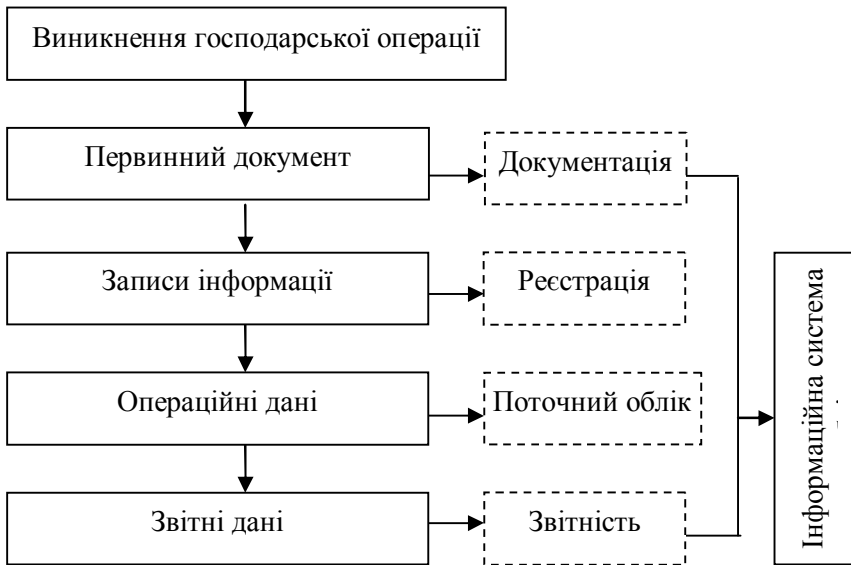 Виникнення господарської операції
Первинний документ
Документація
Записи інформації
Реєстрація
Операційні дані
Поточний облік
Звітні дані
Звітність
Інформаційна система